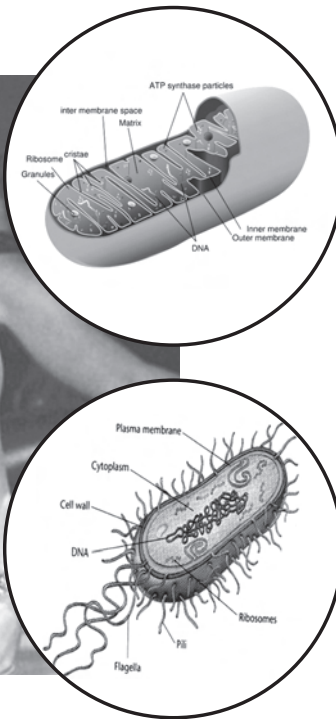 ATP synthase particles
inter membrane space
Matrix
Ribosome
cristae
Granules
Inner membrane
Outer membrane
DNA
Plasma membrane
Cytoplasm
Cell wall
DNA
Ribosomes
Pili
Flagella